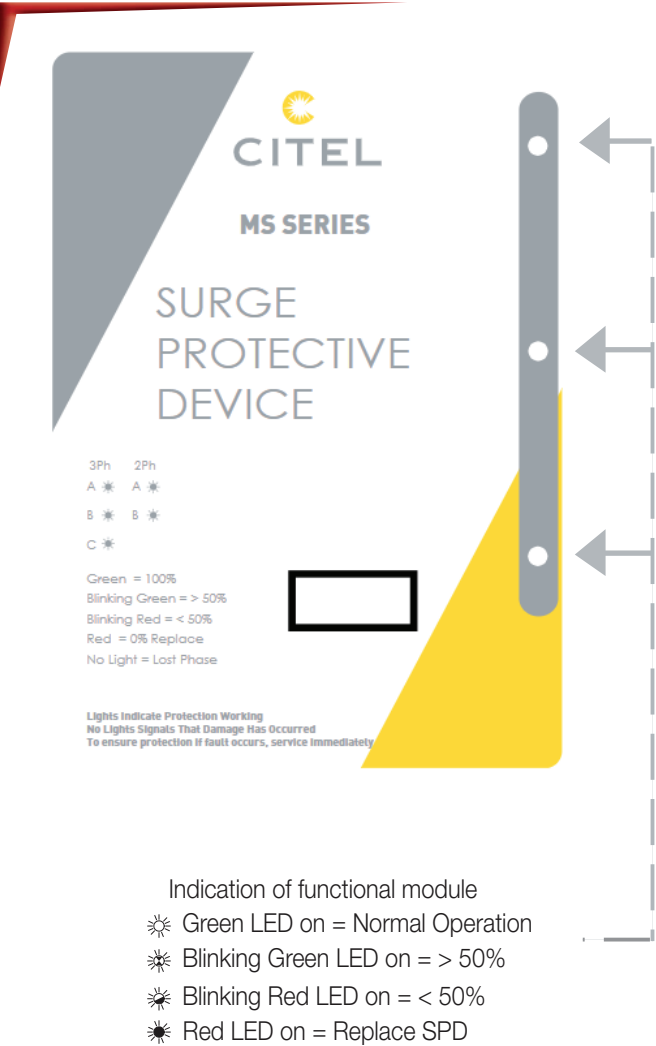 CITEL
MS SERIES
SURGE
PROTECTIVE
DEVICE
3Ph 2Ph
A A
B B
C
Green = 100%
Blinking Green = > 50%
Blinking Red = < 50%
Red = 0% Replace
No Light = Lost Phase
Lights Indicate Protection Working
No Lights Signals That Damage Has Occurred
To ensure protection if fault occurs, service immediately
Indication of functional module
Green LED on = Normal Operation
Blinking Green LED on = > 50%
Blinking Red LED on = < 50%
Red LED on = Replace SPD